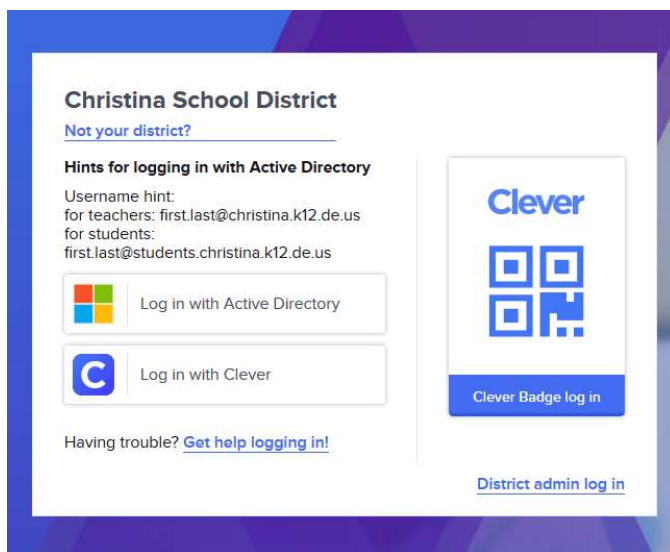 Christina School District
Not your district?
Hints for logging in with Active Directory
Username hint:
for teachers: first.last@christina.k12.de.us
for students:
first.last@students.christina.k12.de.us
Log in with Active Directory
C
Log in with Clever
Having trouble? Get help logging in!
Clever
Clever Badge log in
District admin log in